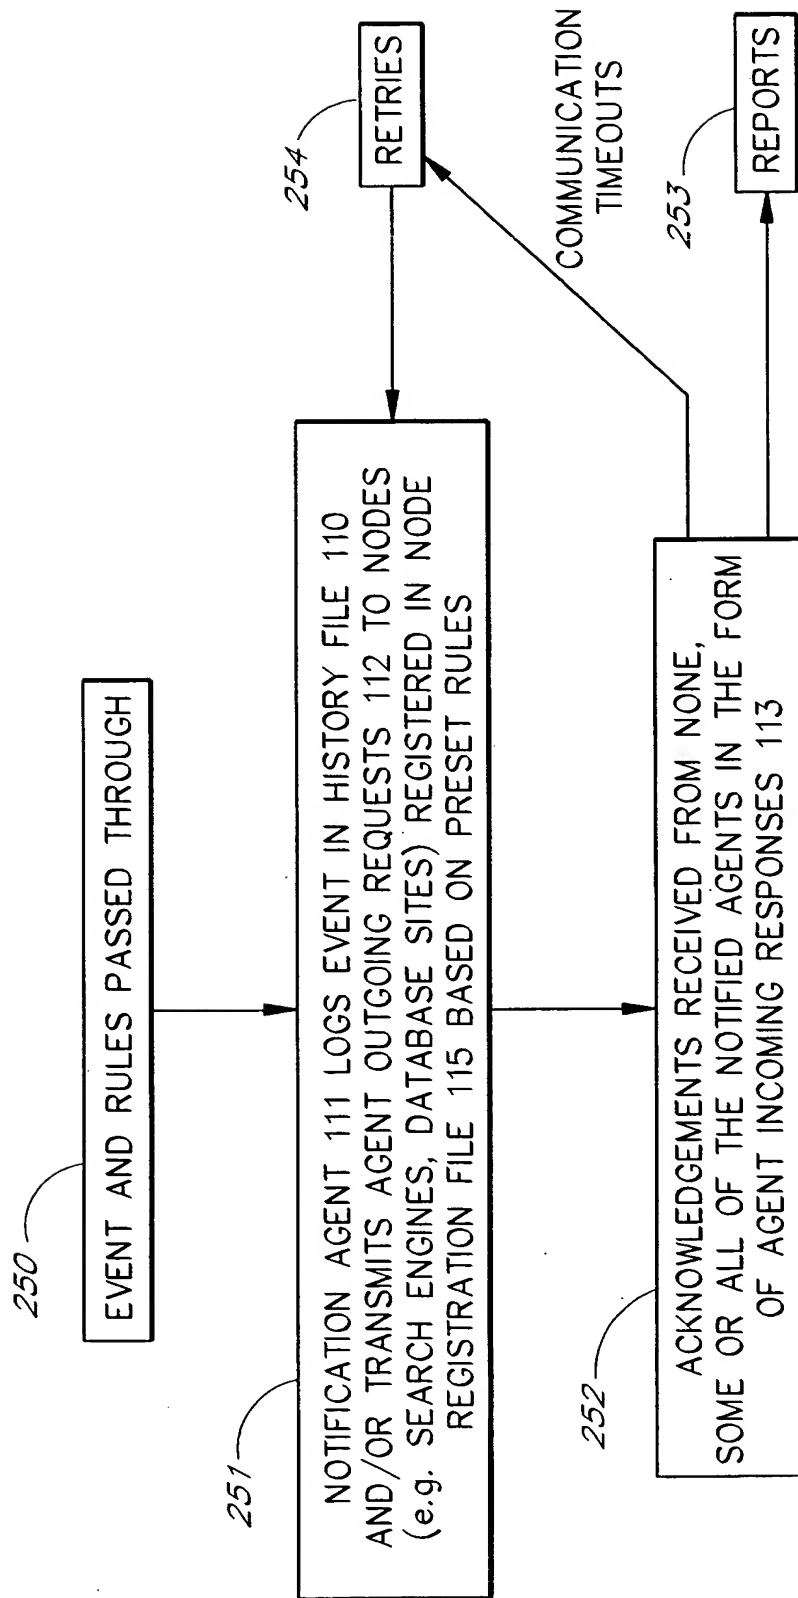 250
EVENT AND RULES PASSED THROUGH
251
NOTIFICATION AGENT 111 LOGS EVENT IN HISTORY FILE 110
AND/OR TRANSMITS AGENT OUTGOING REQUESTS 112 TO NODES
(e.g. SEARCH ENGINES, DATABASE SITES) REGISTERED IN NODE
REGISTRATION FILE 115 BASED ON PRESET RULES
254
RETRIES
252
ACKNOWLEDGEMENTS RECEIVED FROM NONE,
SOME OR ALL OF THE NOTIFIED AGENTS IN THE FORM
OF AGENT INCOMING RESPONSES 113
COMMUNICATION
TIMEOUTS
253
REPORTS